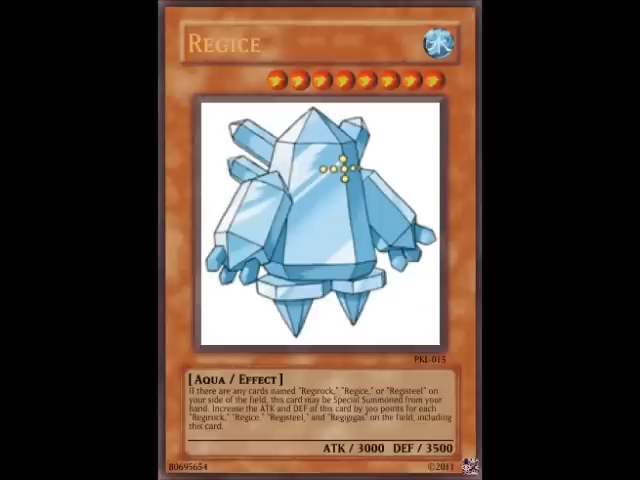 REGICE
水
PKL-015
[AQUA / EFFECT]
If there are any cards named "Regirock," "Regice," or "Registeel" on
your side of the field, this card may be Special Summoned from your
hand. Increase the ATK and DEF of this card by 300 points for each
"Regirock," "Regice," "Registeel," and "Regigigas" on the field, including
this card.
ATK / 3000 DEF / 3500
80695654
©2011